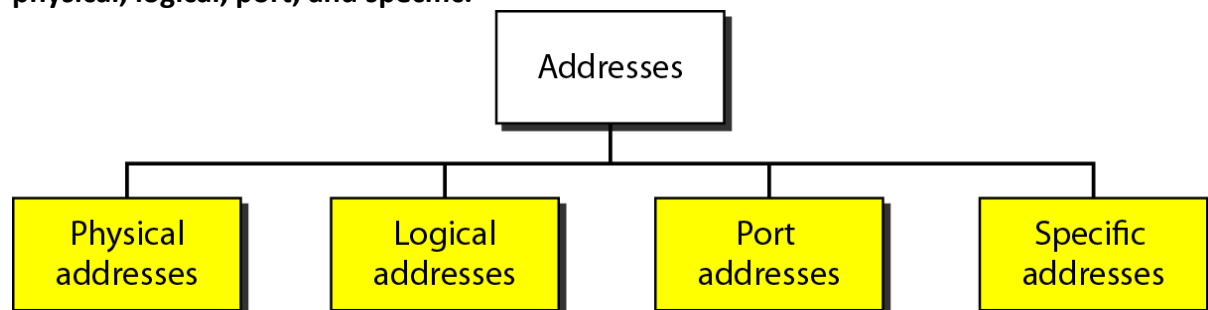 physical, logical, port, and specific.
Addresses
Physical
addresses
Logical
addresses
Port
addresses
Specific
addresses